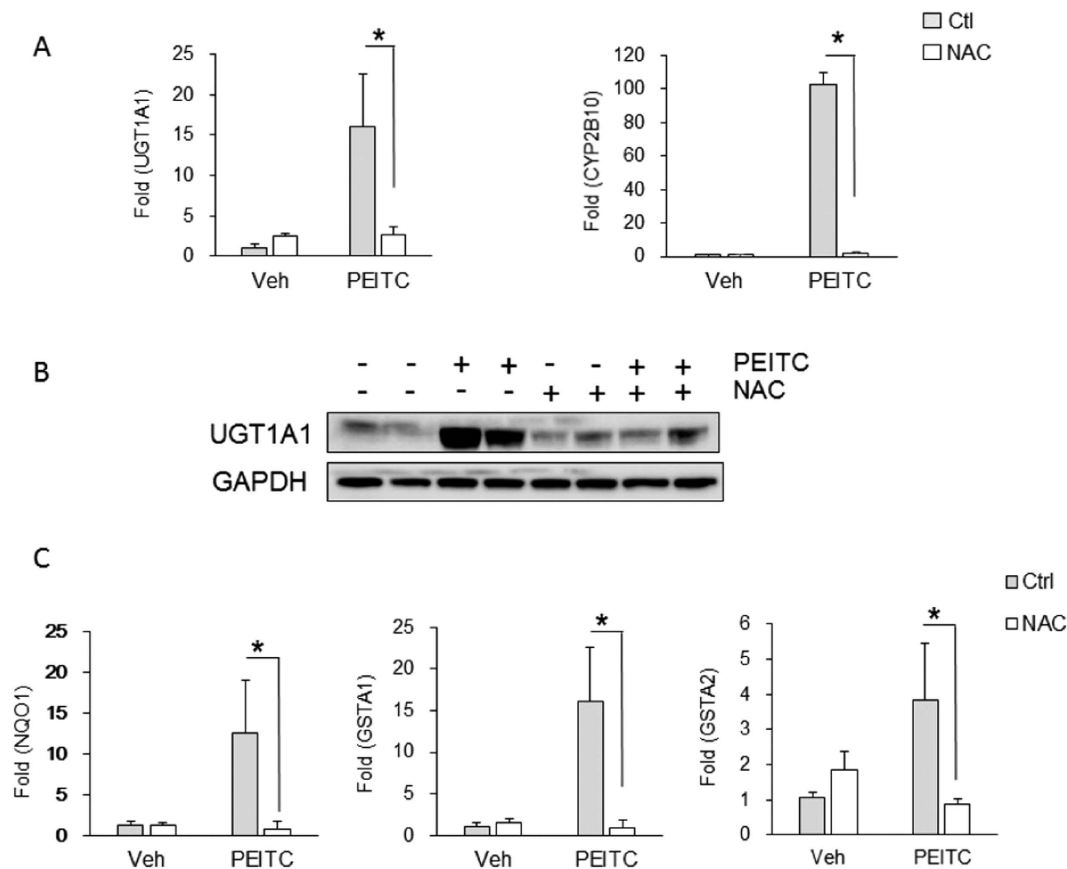 A
Ctl
NAC
Fold (UGT1A1)
25
20
15
10
5
0
*
Veh PEITC
Fold (CYP2B10)
120
100
80
60
40
20
0
*
Veh PEITC
B
- - + + - - + + PEITC
- - - - + + + + NAC
UGT1A1
GAPDH
C
Ctrl
NAC
Fold (NQO1)
25
20
15
10
5
0
*
Veh PEITC
Fold (GSTA1)
25
20
15
10
5
0
*
Veh PEITC
Fold (GSTA2)
6
5
4
3
2
1
0
*
Veh PEITC